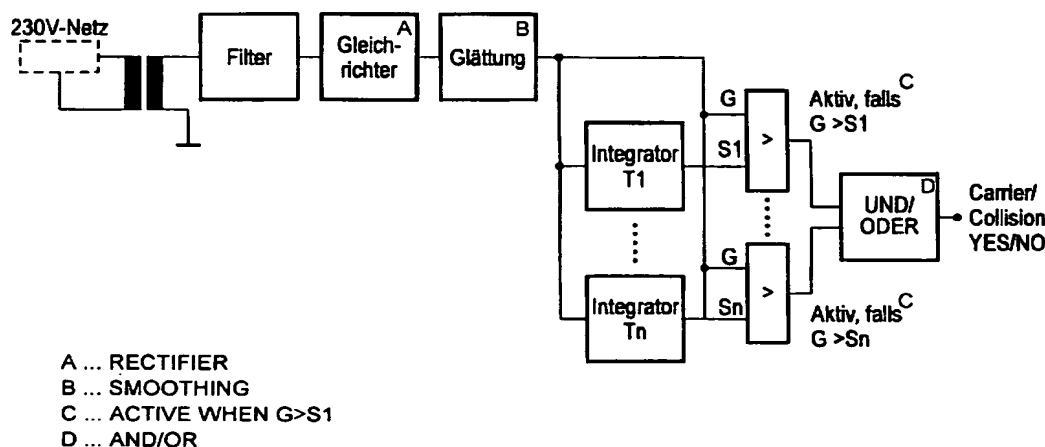 230V-Netz
Filter
A
Gleich-
richter
B
Glättung
G
S1
>
Aktiv, falls C
G >S1
Integrator
T1
UND/
ODER
D
Carrier/
Collision
YES/NO
G
Sn
>
Integrator
Tn
Aktiv, falls C
G >Sn
A ... RECTIFIER
B ... SMOOTHING
C ... ACTIVE WHEN G>S1
D ... AND/OR